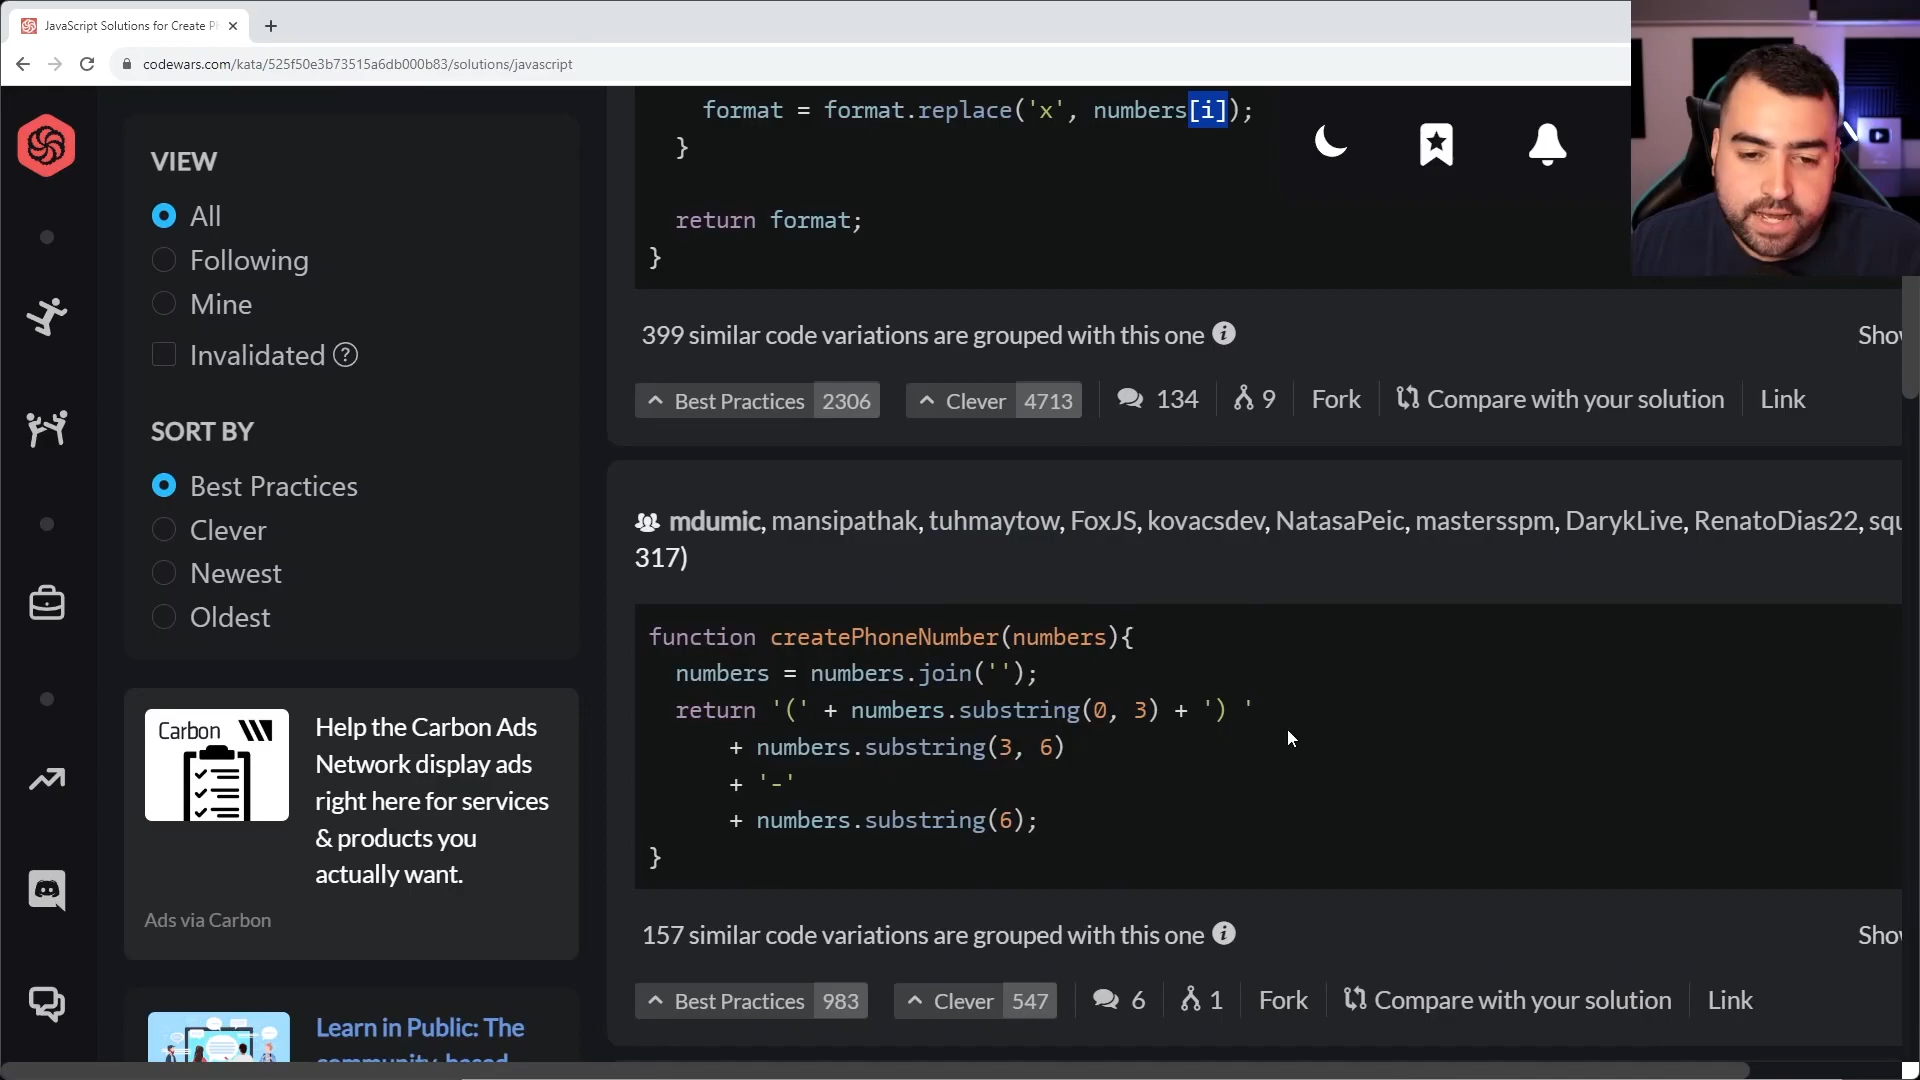 JavaScript Solutions for Create P
codewars.com/kata/525f50e3b73515a6db000b83/solutions/javascript
VIEW
All
Following
Mine
Invalidated ?
SORT BY
Best Practices
Clever
Newest
Oldest
Carbon
Help the Carbon Ads
Network display ads
right here for services
& products you
actually want.
Ads via Carbon
Learn in Public: The
community-based
format = format.replace('x', numbers[i]);
}
return format;
}
399 similar code variations are grouped with this one
Best Practices 2306 Clever 4713 134 9 Fork Compare with your solution Link
mdumic, mansipathak, tuhmaytow, FoxJS, kovacsdev, NatasaPeic, mastersspm, DarykLive, RenatoDias22,
317)
function createPhoneNumber(numbers){
numbers = numbers.join('');
return '(' + numbers.substring(0, 3) + ') '
+ numbers.substring(3, 6)
+ '-'
+ numbers.substring(6);
}
157 similar code variations are grouped with this one
Best Practices 983 Clever 547 6 1 Fork Compare with your solution Link